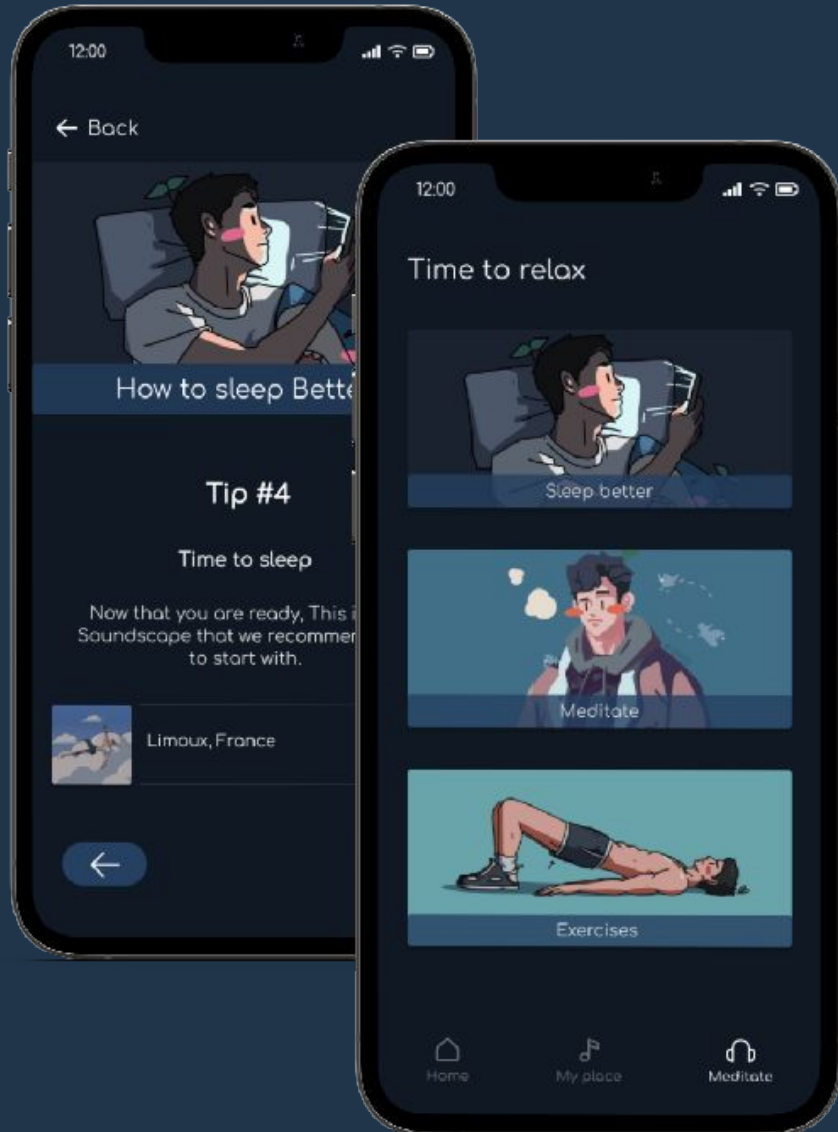 12:00
← Back
How to sleep Bette
Tip #4
Time to sleep
Now that you are ready, This i
Soundscape that we recommen
to start with.
Limoux, France
12:00
Time to relax
Sleep better
Meditate
Exercises
Home
My place
Meditate